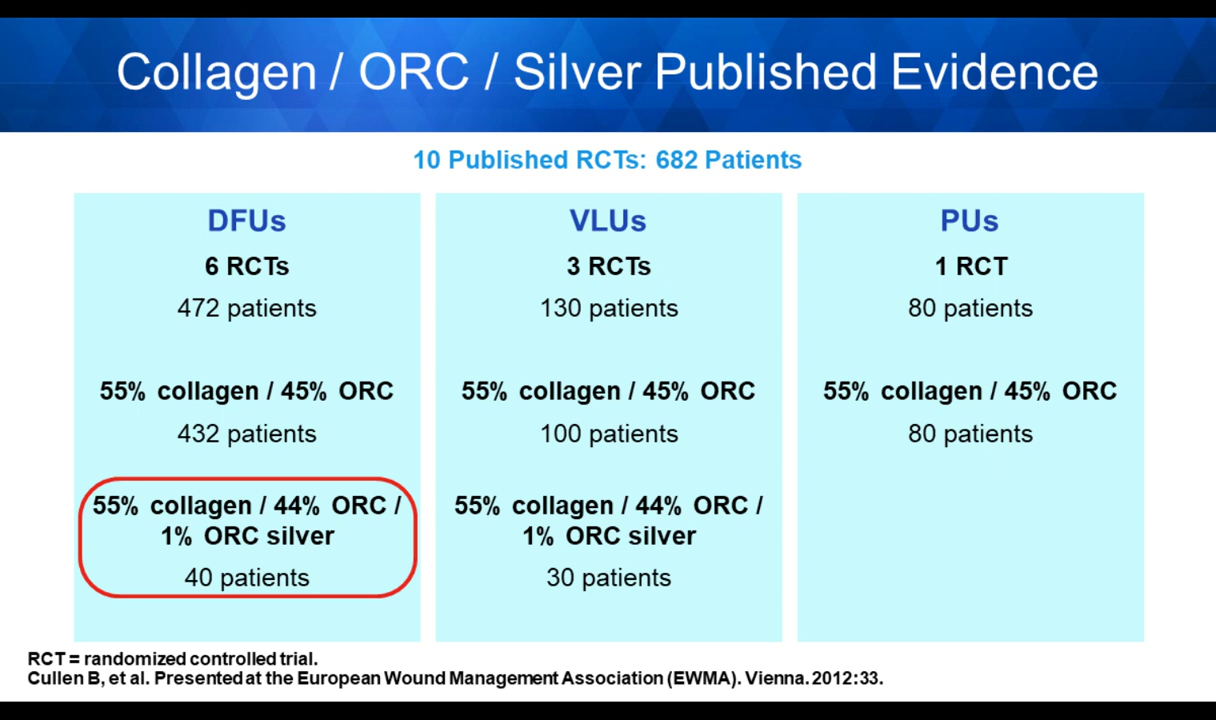 Collagen / ORC / Silver Published Evidence
10 Published RCTs: 682 Patients
DFUs
6 RCTs
472 patients
55% collagen / 45% ORC
432 patients
55% collagen / 44% ORC /
1% ORC silver
40 patients
VLUs
3 RCTs
130 patients
55% collagen / 45% ORC
100 patients
55% collagen / 44% ORC /
1% ORC silver
30 patients
PUs
1 RCT
80 patients
55% collagen / 45% ORC
80 patients
RCT = randomized controlled trial.
Cullen B, et al. Presented at the European Wound Management Association (EWMA). Vienna. 2012:33.